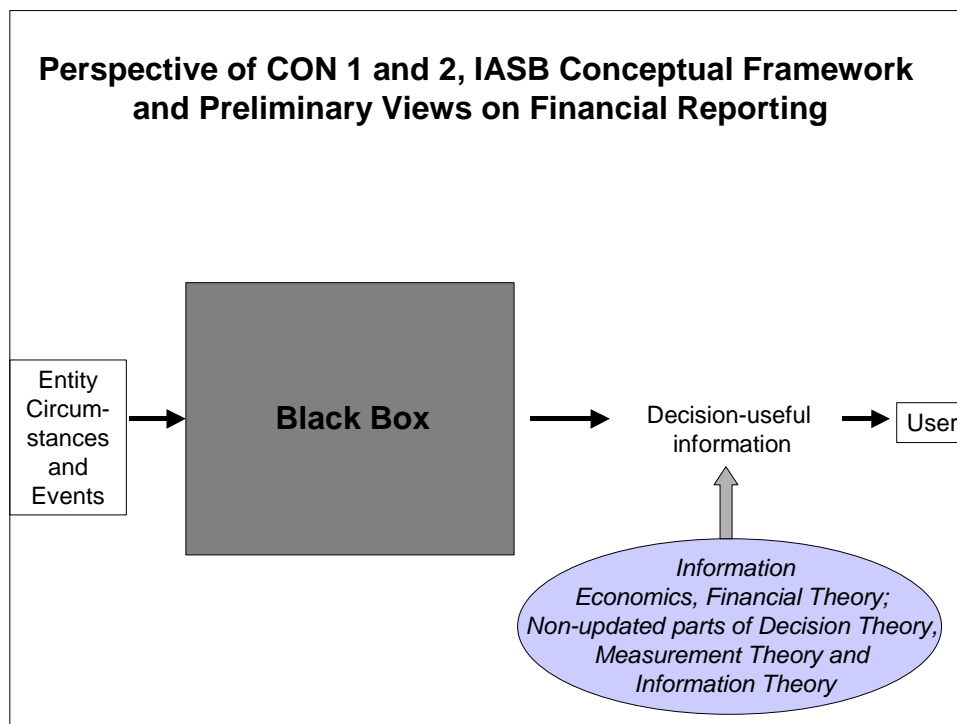 Perspective of CON 1 and 2, IASB Conceptual Framework
and Preliminary Views on Financial Reporting
Entity
Circum-
stances
and
Events
Black Box
Decision-useful
information
User
Information
Economics, Financial Theory;
Non-updated parts of Decision Theory,
Measurement Theory and
Information Theory